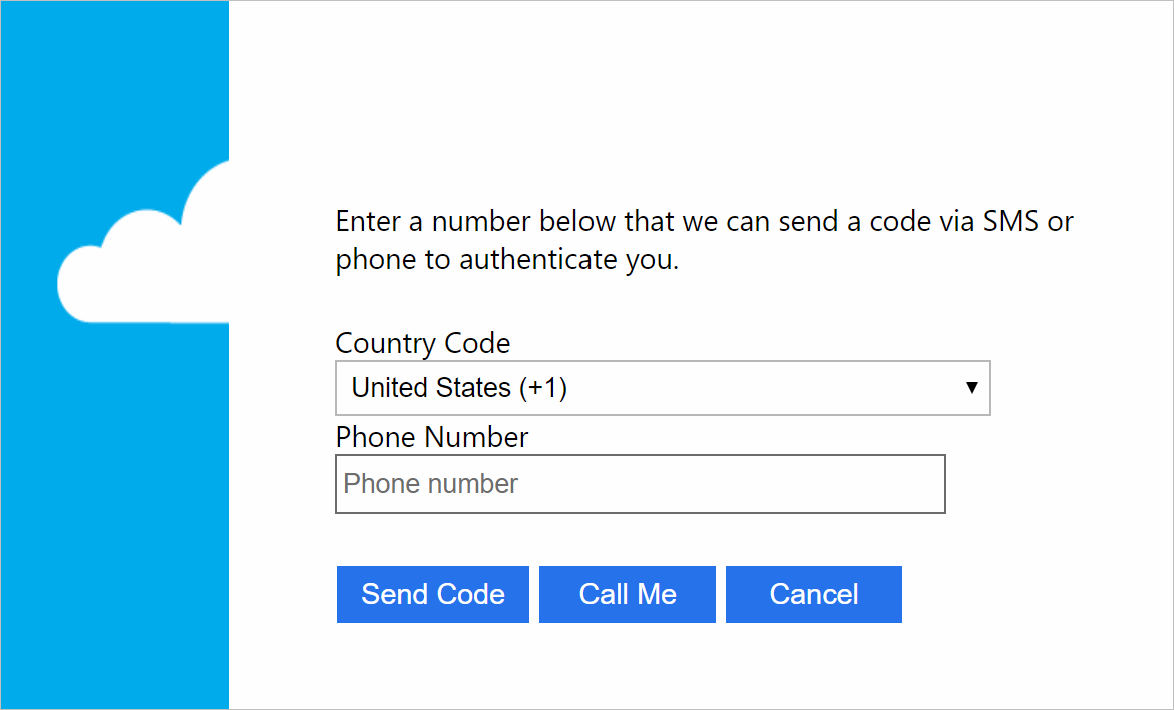 Enter a number below that we can send a code via SMS or
phone to authenticate you.
Country Code
United States (+1)
Phone Number
Phone number
Send Code Call Me Cancel